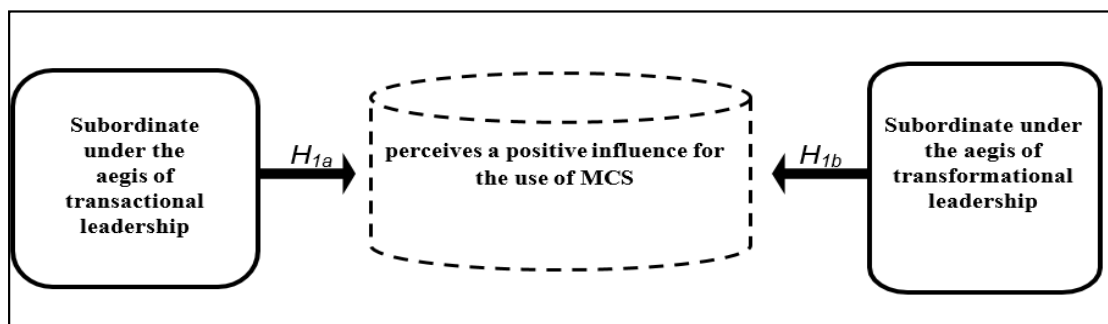 Subordinate
under the
aegis of
transactional
leadership
H1a
perceives a positive influence for
the use of MCS
H1b
Subordinate under
the aegis of
transformational
leadership